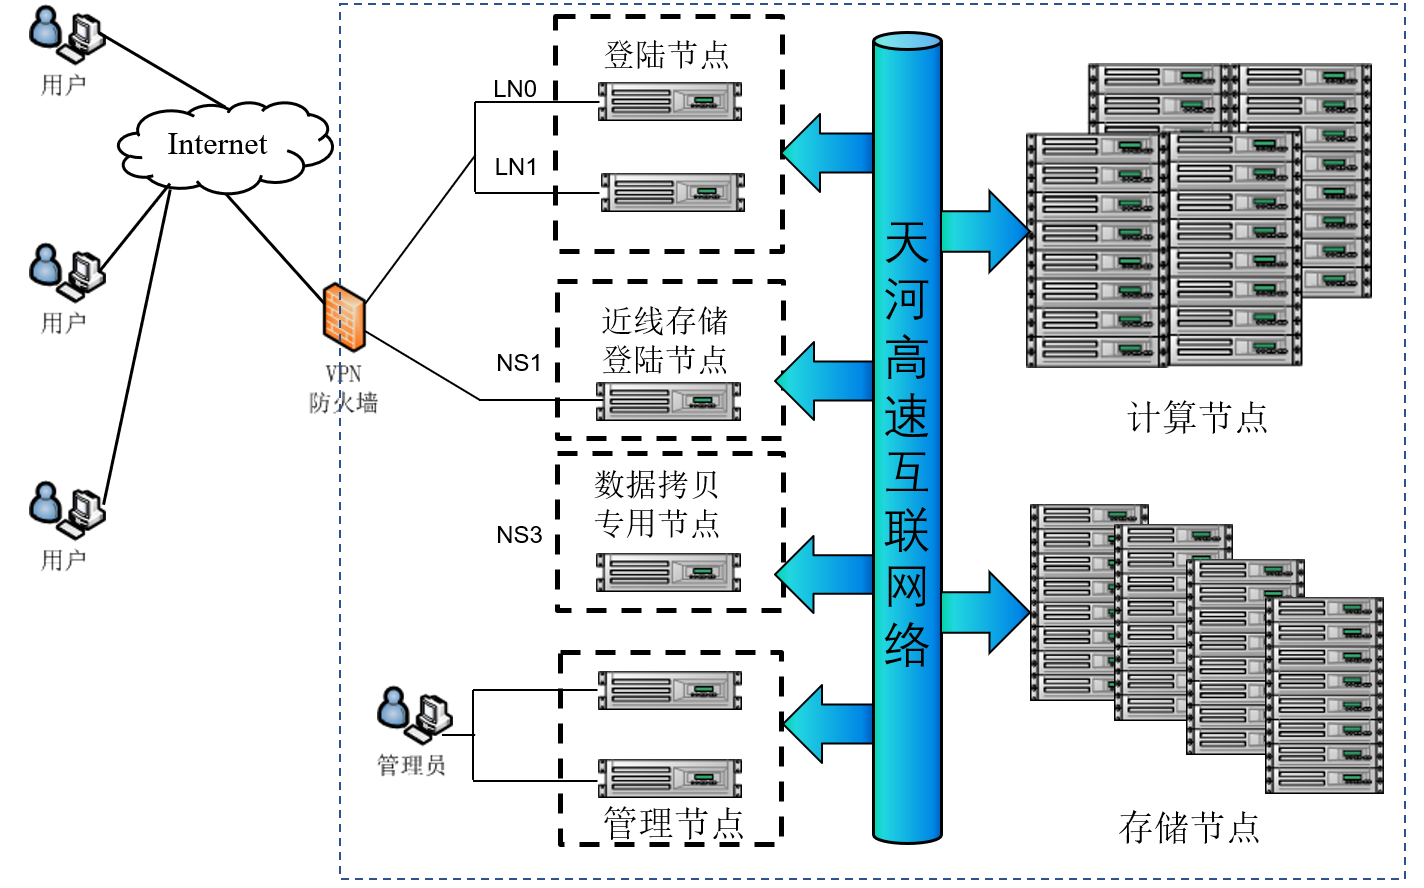 用户
Internet
用户
用户
VPN
防火墙
LN0
LN1
登陆节点
NS1
近线存储
登陆节点
NS3
数据拷贝
专用节点
管理员
管理节点
天河高速互联网络
计算节点
存储节点